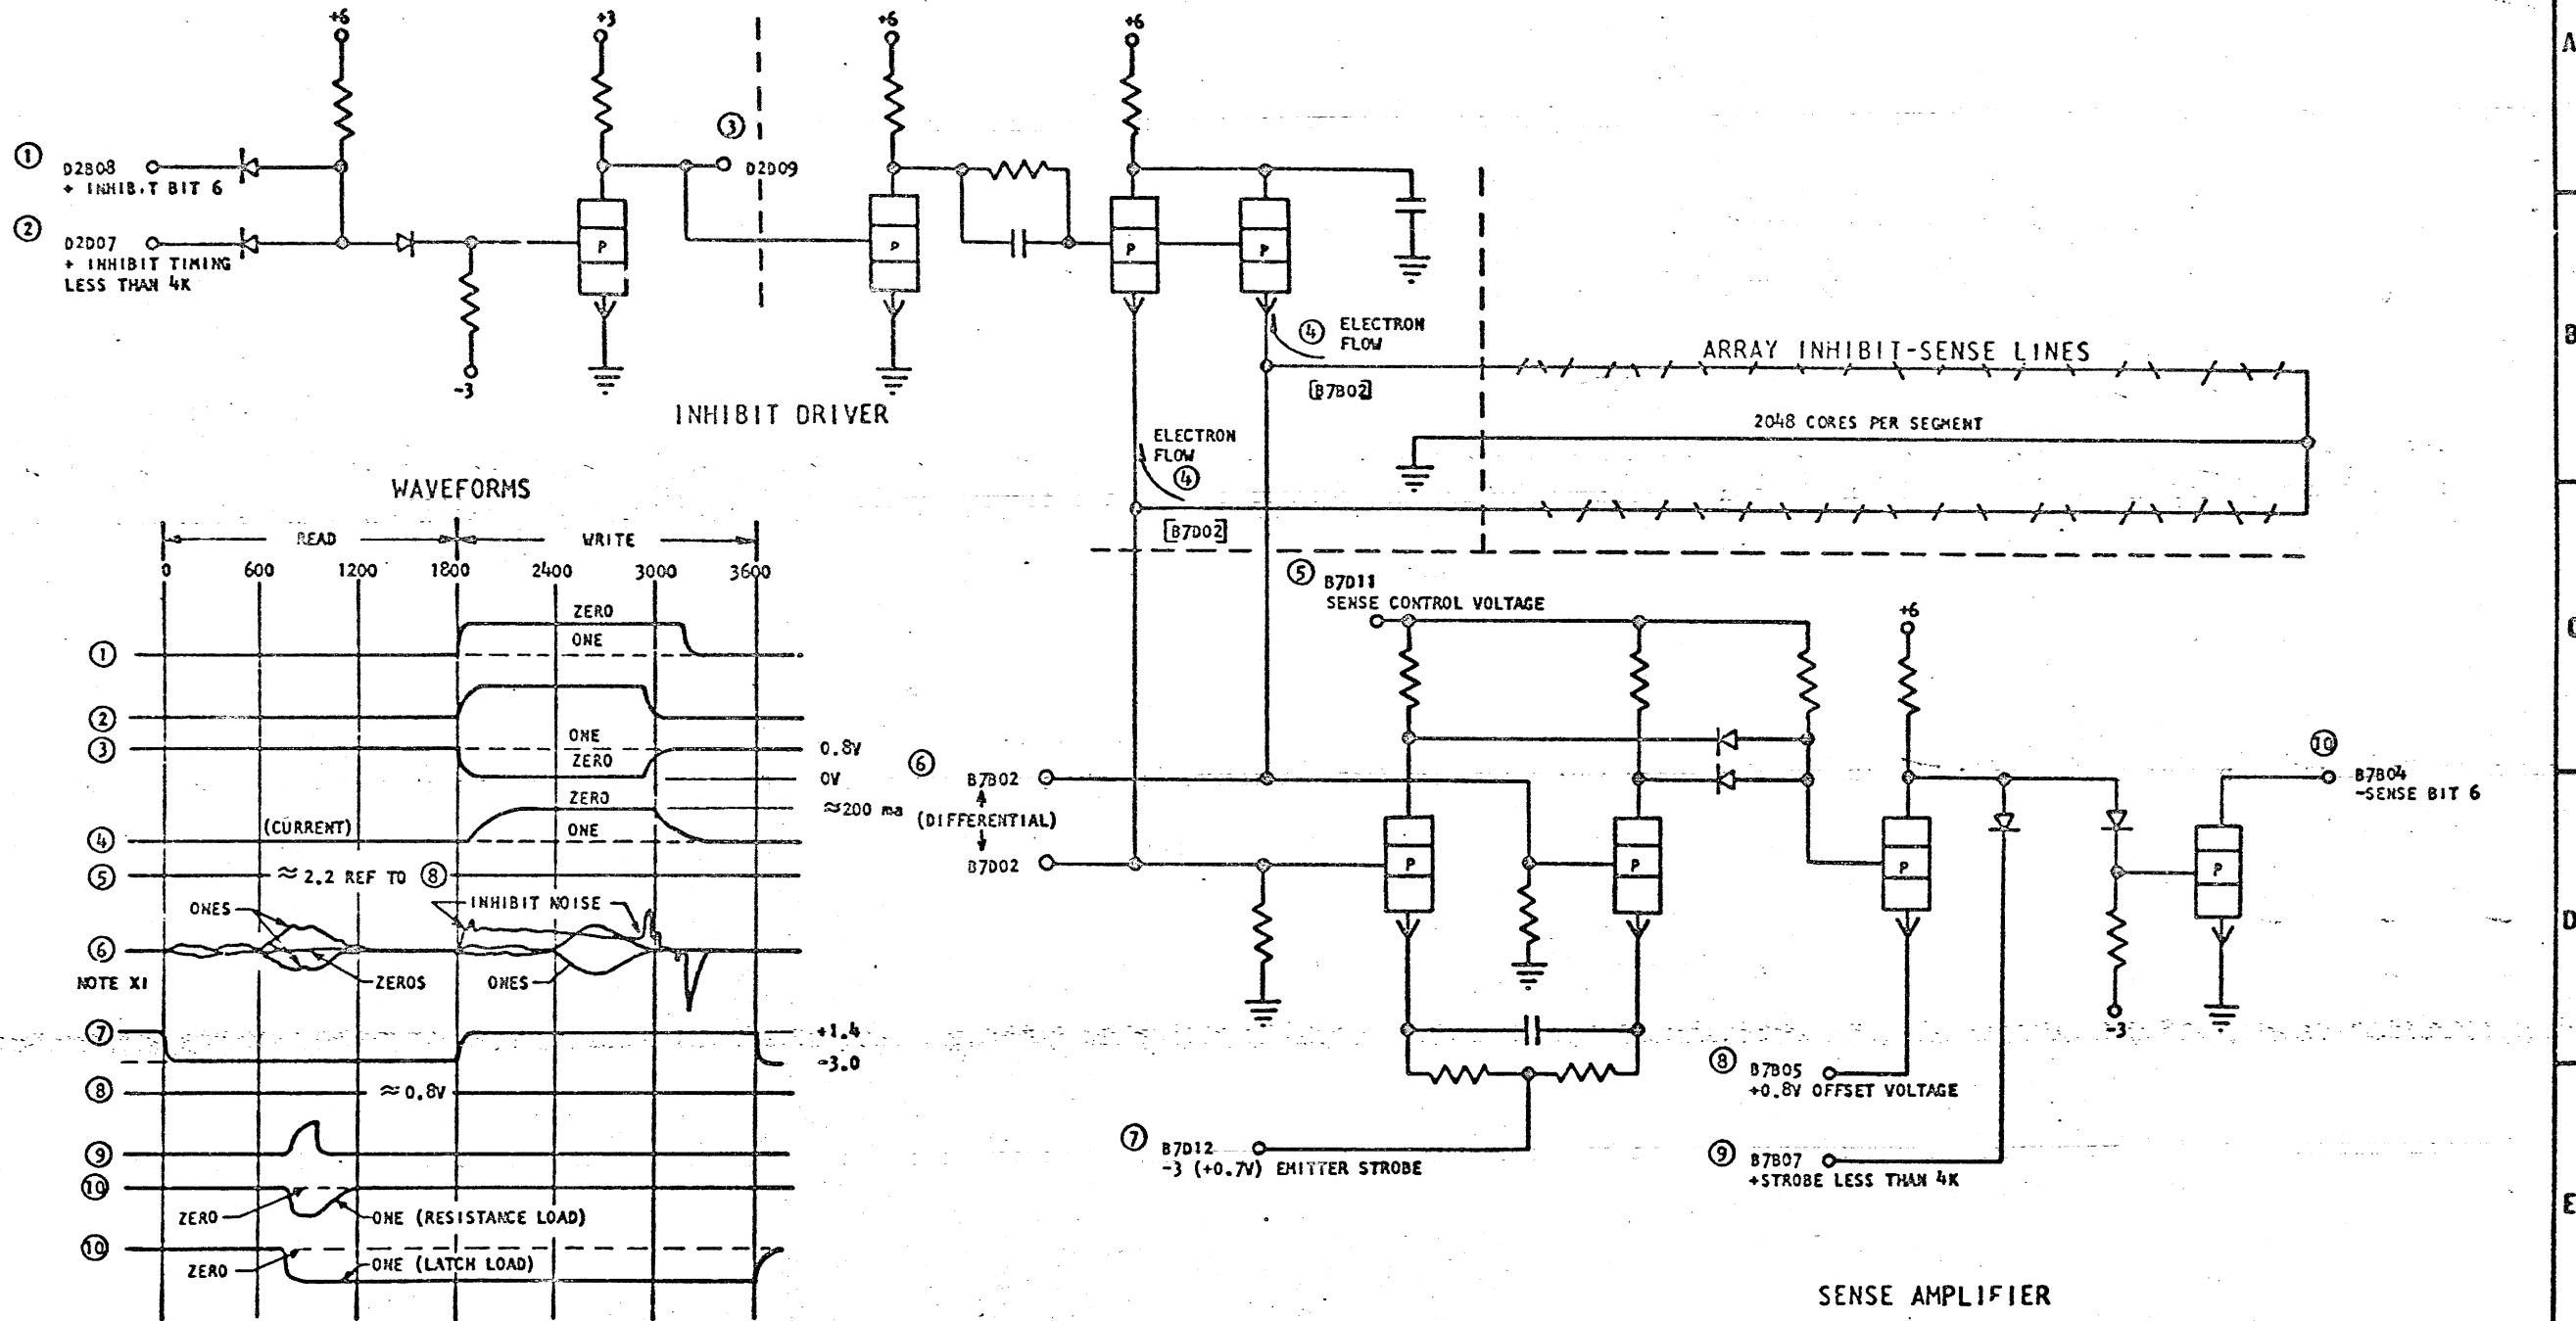 +6
+3
+6
+6
A
③
① D2B08
+ INHIBIT BIT 6
D2D09
② D2D07
+ INHIBIT TIMING
LESS THAN 4K
P
P
P
P
-3
④ ELECTRON
FLOW
B
ARRAY INHIBIT-SENSE LINES
[B7B02]
INHIBIT DRIVER
2048 CORES PER SEGMENT
ELECTRON
FLOW
④
[B7D02]
WAVEFORMS
READ
WRITE
0 600 1200 1800 2400 3000 3600
① ZERO
ONE
②
③ ONE
ZERO
0.8V
0V
④ (CURRENT)
ZERO
ONE
≈200 ma
⑤ ≈ 2.2 REF TO ⑧
⑥ ONES
ZEROS
INHIBIT NOISE
ONES
NOTE X1
⑦ +1.4
-3.0
⑧ ≈ 0.8V
⑨
⑩ ZERO
ONE (RESISTANCE LOAD)
⑩ ZERO
ONE (LATCH LOAD)
⑤ B7D11
SENSE CONTROL VOLTAGE
+6
C
⑥ B7B02
(DIFFERENTIAL)
B7D02
P
P
P
P
⑩ B7B04
-SENSE BIT 6
D
-3
⑧ B7B05
+0.8V OFFSET VOLTAGE
⑦ B7D12
-3 (+0.7V) EMITTER STROBE
⑨ B7B07
+STROBE LESS THAN 4K
E
SENSE AMPLIFIER